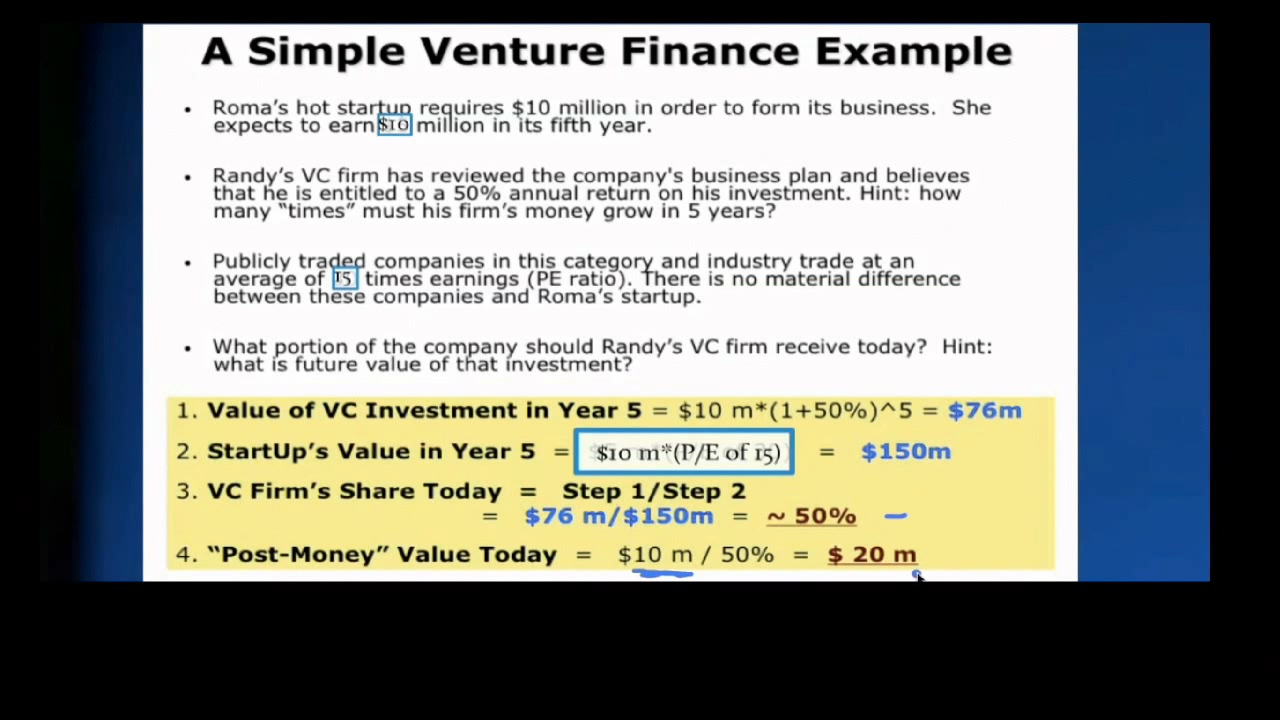 A Simple Venture Finance Example
• Roma's hot startup requires $10 million in order to form its business. She
expects to earn $10 million in its fifth year.
• Randy's VC firm has reviewed the company's business plan and believes
that he is entitled to a 50% annual return on his investment. Hint: how
many “times” must his firm's money grow in 5 years?
• Publicly traded companies in this category and industry trade at an
average of 15 times earnings (PE ratio). There is no material difference
between these companies and Roma's startup.
• What portion of the company should Randy's VC firm receive today? Hint:
what is future value of that investment?
1. Value of VC Investment in Year 5 = $10 m*(1+50%)^5 = $76m
2. StartUp's Value in Year 5 = $10 m*(P/E of 15) = $150m
3. VC Firm's Share Today = Step 1/Step 2
= $76 m/$150m = ~ 50%
4. “Post-Money” Value Today = $10 m / 50% = $ 20 m